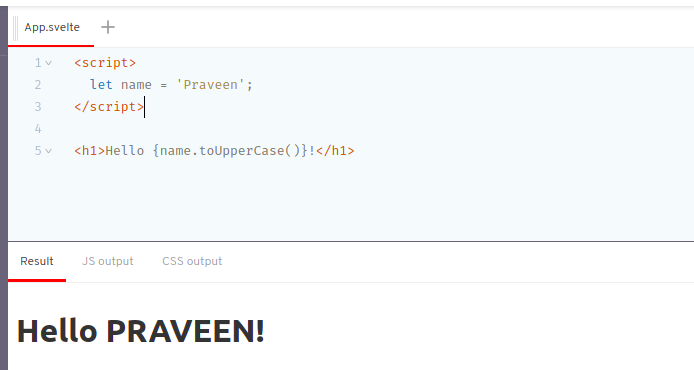 App.svelte +
1 <script>
2 let name = 'Praveen';
3 </script>
4
5 <h1>Hello {name.toUpperCase()}!</h1>
Result JS output CSS output
Hello PRAVEEN!